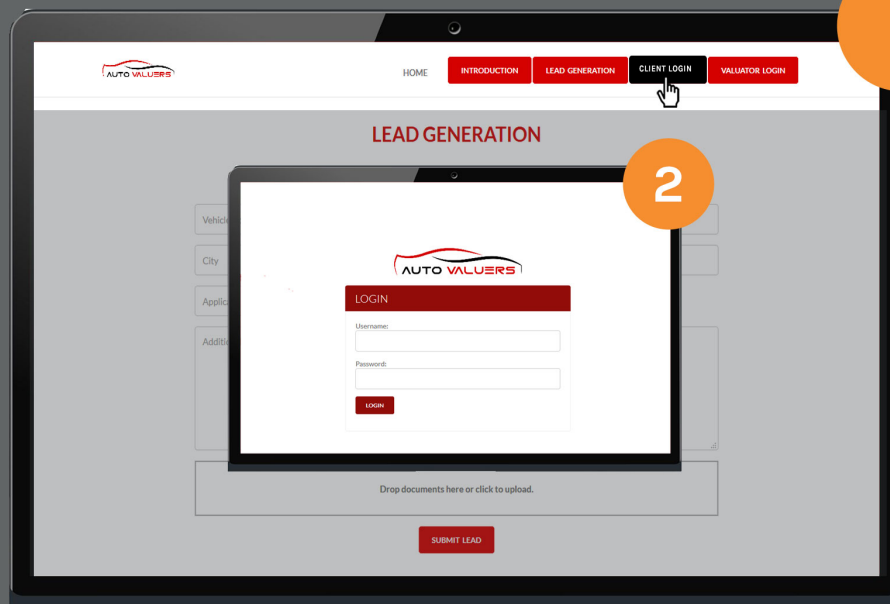 AUTO VALUERS
HOME INTRODUCTION LEAD GENERATION CLIENT LOGIN VALUATOR LOGIN
LEAD GENERATION
2
Vehicle
City
AUTO VALUERS
LOGIN
Username:
Password:
LOGIN
Drop documents here or click to upload.
SUBMIT LEAD